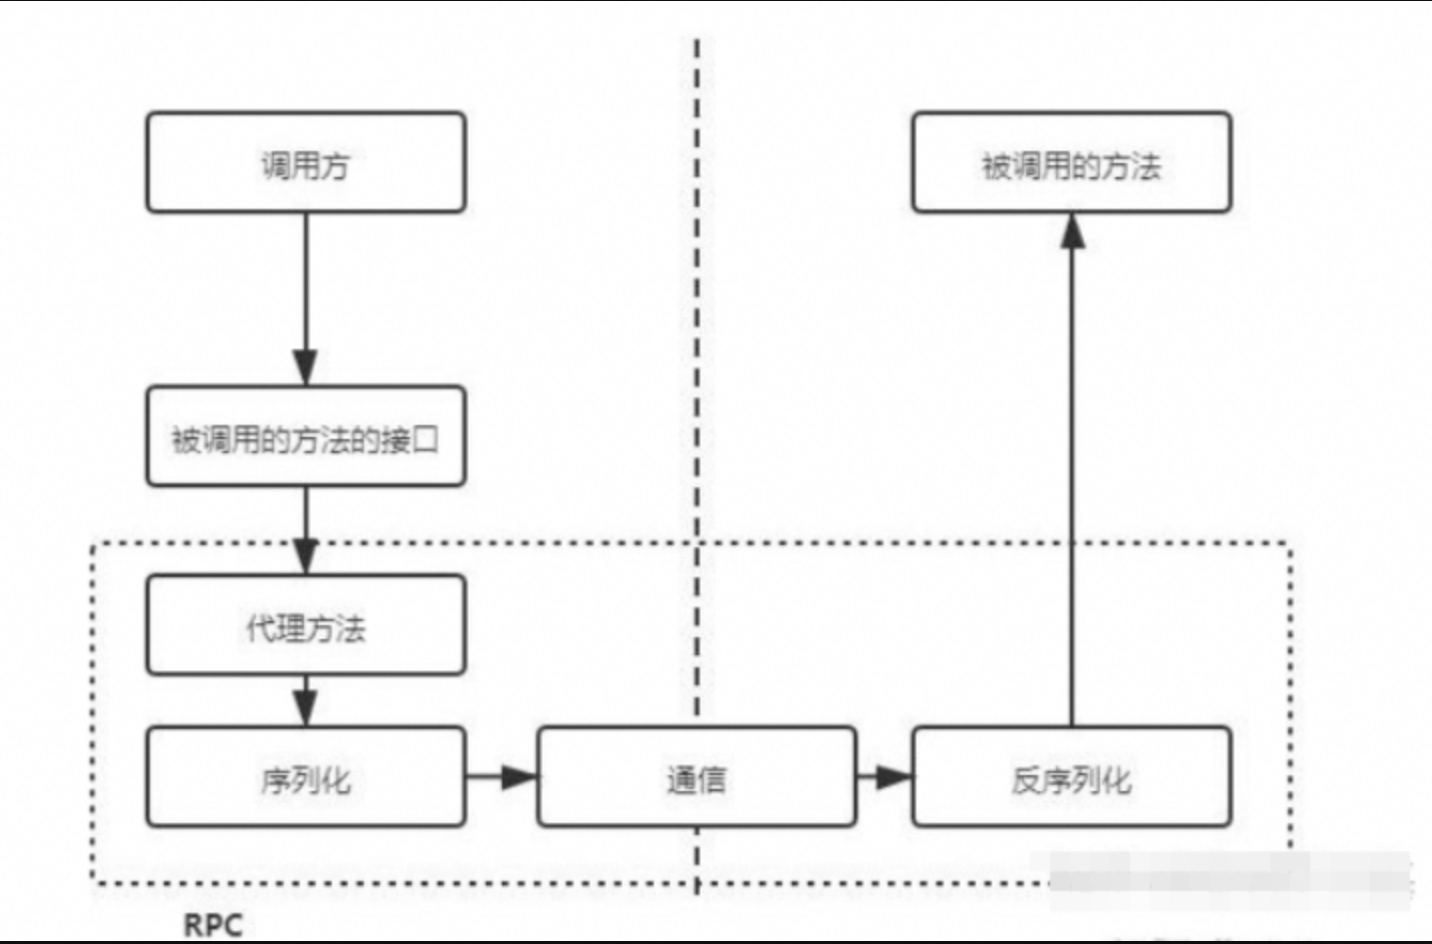 调用方
被调用的方法
被调用的方法的接口
代理方法
序列化
通信
反序列化
RPC